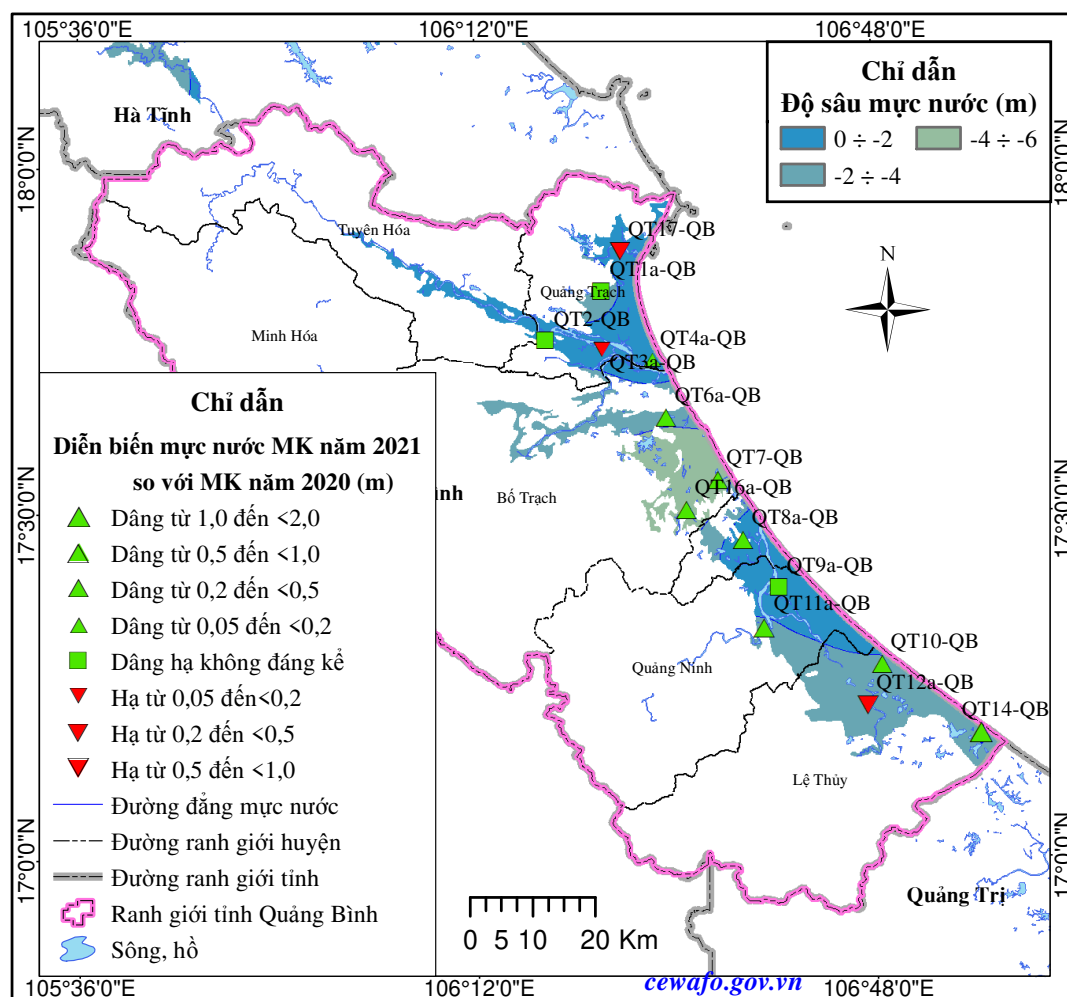 105°36'0"E
106°12'0"E
106°48'0"E
Chỉ dẫn
Độ sâu mực nước (m)
0 ÷ -2
-4 ÷ -6
-2 ÷ -4
Hà Tĩnh
18°0'0"N
18°0'0"N
Tuyên Hóa
QT17-QB
QT1a-QB
Quảng Trạch
N
QT2-QB
Minh Hóa
QT4a-QB
QT3a-QB
QT6a-QB
Chỉ dẫn
Diễn biến mực nước MK năm 2021
so với MK năm 2020 (m)
Dâng từ 1,0 đến <2,0
Dâng từ 0,5 đến <1,0
Dâng từ 0,2 đến <0,5
Dâng từ 0,05 đến <0,2
Dâng hạ không đáng kể
Hạ từ 0,05 đến<0,2
Hạ từ 0,2 đến <0,5
Hạ từ 0,5 đến <1,0
Đường đẳng mực nước
Đường ranh giới huyện
Đường ranh giới tỉnh
Ranh giới tỉnh Quảng Bình
Sông, hồ
QT7-QB
QT16a-QB
Bố Trạch
QT8a-QB
17°30'0"N
17°30'0"N
QT9a-QB
QT11a-QB
QT10-QB
Quảng Ninh
QT12a-QB
QT14-QB
Lệ Thủy
17°0'0"N
17°0'0"N
Quảng Trị
0 5 10 20 Km
cewafo.gov.vn
105°36'0"E
106°12'0"E
106°48'0"E